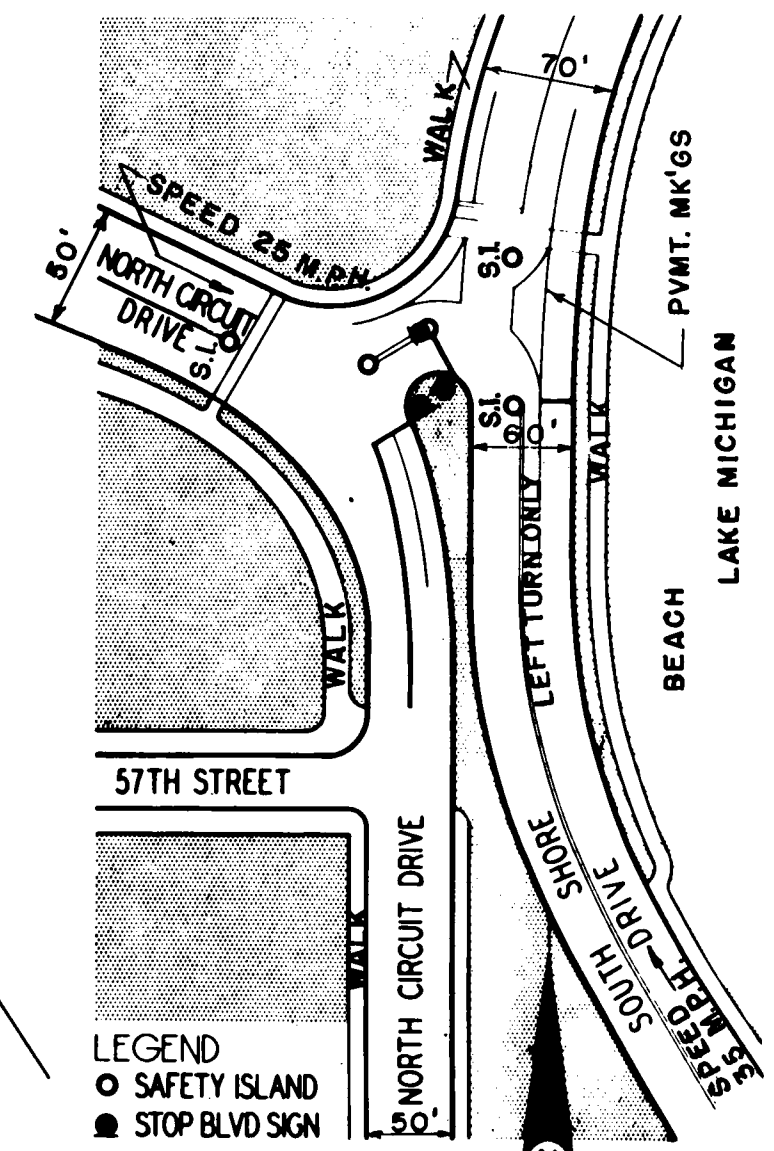 70'
WALK
SPEED 25 M.P.H.
50'
NORTH CIRCUIT
DRIVE
S.I.
S.I.
PVMT. MK'GS
S.I.
60'
WALK
LAKE MICHIGAN
LEFT TURN ONLY
BEACH
WALK
57TH STREET
SOUTH SHORE DRIVE
SPEED
35 M.P.H.
WALK
NORTH CIRCUIT DRIVE
50'
LEGEND
SAFETY ISLAND
STOP BLVD SIGN